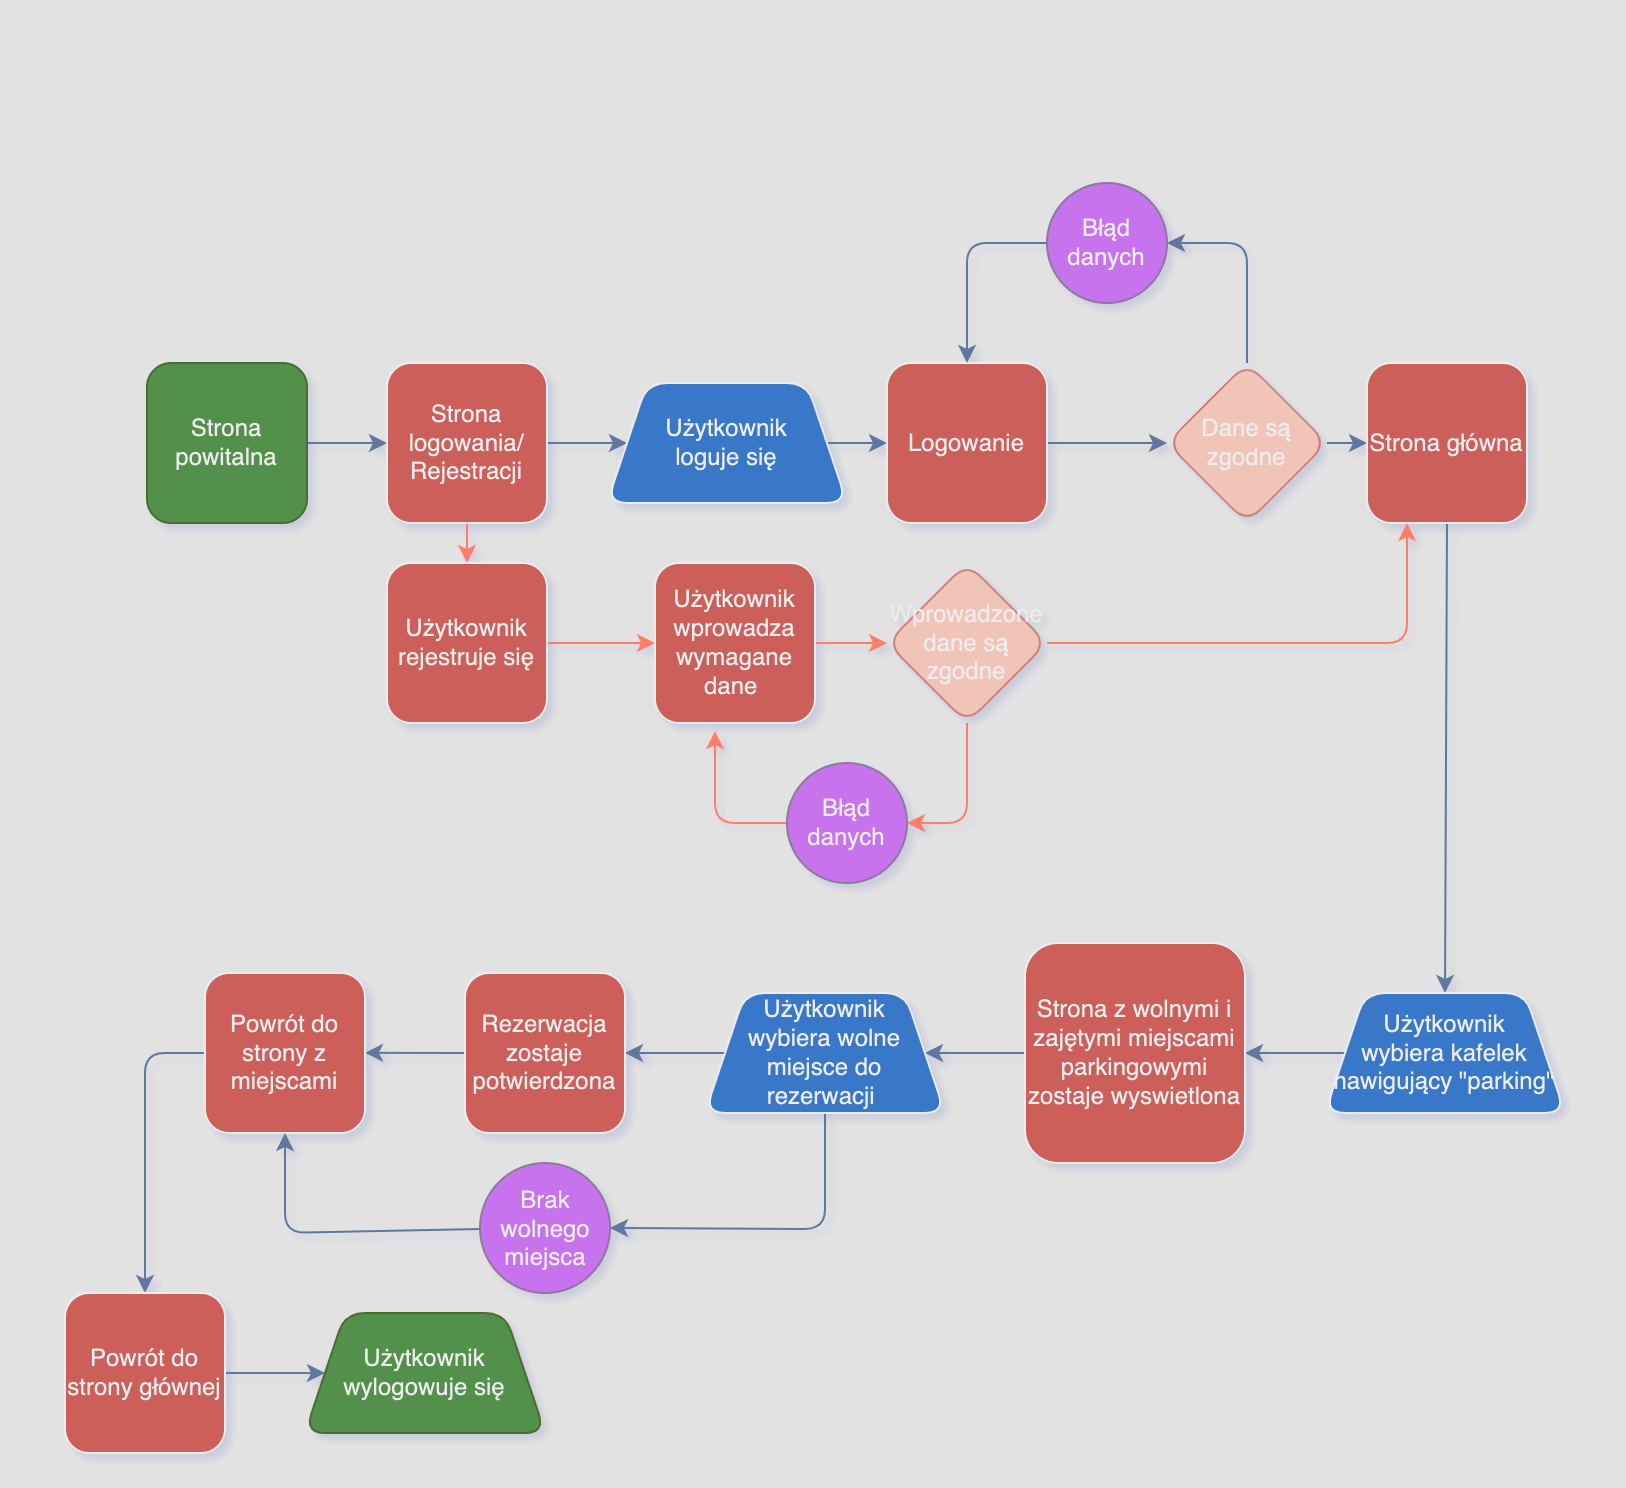 Błąd
danych
Strona
powitalna
Strona
logowania/
Rejestracji
Użytkownik
loguje się
Logowanie
Dane są
zgodne
Strona główna
Użytkownik
rejestruje się
Użytkownik
wprowadza
wymagane
dane
Wprowadzone
dane są
zgodne
Błąd
danych
Powrót do
strony z
miejscami
Rezerwacja
zostaje
potwierdzona
Użytkownik
wybiera wolne
miejsce do
rezerwacji
Strona z wolnymi i
zajętymi miejscami
parkingowymi
zostaje wyswietlona
Użytkownik
wybiera kafelek
nawigujący "parking"
Brak
wolnego
miejsca
Powrót do
strony głównej
Użytkownik
wylogowuje się